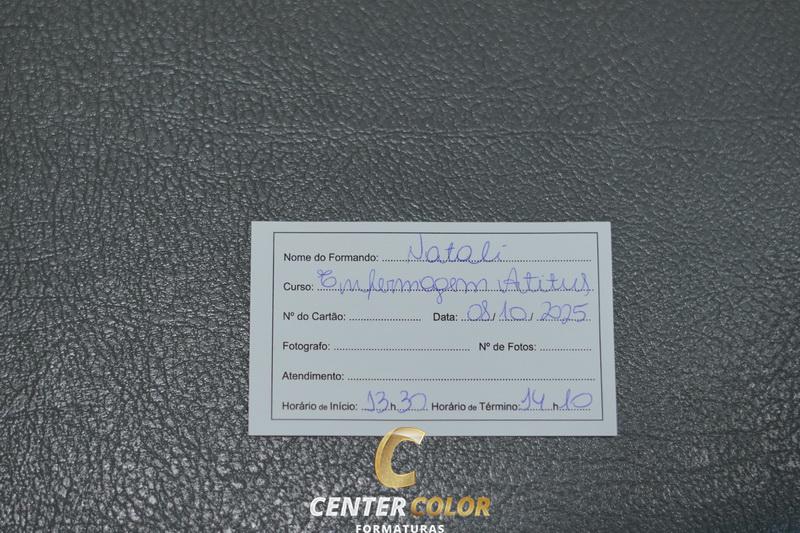 Nome do Formando: Natali
Curso: Enfermagem Atitus
Nº do Cartão: Data: 08/10/2025
Fotografo: Nº de Fotos:
Atendimento:
Horário de Início: 13h30 Horário de Término: 14h10
C
CENTER COLOR
FORMATURAS